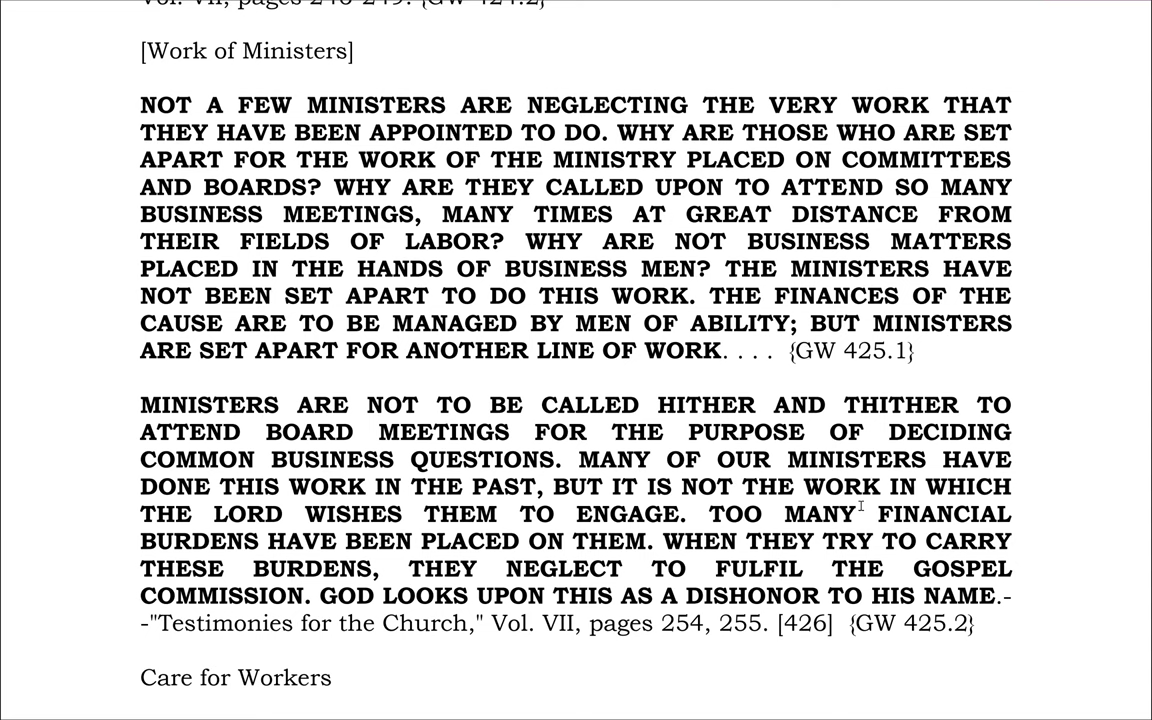 Vol. VII, pages 248-249. {GW 424.2}
[Work of Ministers]
NOT A FEW MINISTERS ARE NEGLECTING THE VERY WORK THAT
THEY HAVE BEEN APPOINTED TO DO. WHY ARE THOSE WHO ARE SET
APART FOR THE WORK OF THE MINISTRY PLACED ON COMMITTEES
AND BOARDS? WHY ARE THEY CALLED UPON TO ATTEND SO MANY
BUSINESS MEETINGS, MANY TIMES AT GREAT DISTANCE FROM
THEIR FIELDS OF LABOR? WHY ARE NOT BUSINESS MATTERS
PLACED IN THE HANDS OF BUSINESS MEN? THE MINISTERS HAVE
NOT BEEN SET APART TO DO THIS WORK. THE FINANCES OF THE
CAUSE ARE TO BE MANAGED BY MEN OF ABILITY; BUT MINISTERS
ARE SET APART FOR ANOTHER LINE OF WORK. . . . {GW 425.1}
MINISTERS ARE NOT TO BE CALLED HITHER AND THITHER TO
ATTEND BOARD MEETINGS FOR THE PURPOSE OF DECIDING
COMMON BUSINESS QUESTIONS. MANY OF OUR MINISTERS HAVE
DONE THIS WORK IN THE PAST, BUT IT IS NOT THE WORK IN WHICH
THE LORD WISHES THEM TO ENGAGE. TOO MANY FINANCIAL
BURDENS HAVE BEEN PLACED ON THEM. WHEN THEY TRY TO CARRY
THESE BURDENS, THEY NEGLECT TO FULFIL THE GOSPEL
COMMISSION. GOD LOOKS UPON THIS AS A DISHONOR TO HIS NAME.-
-"Testimonies for the Church," Vol. VII, pages 254, 255. [426] {GW 425.2}
Care for Workers